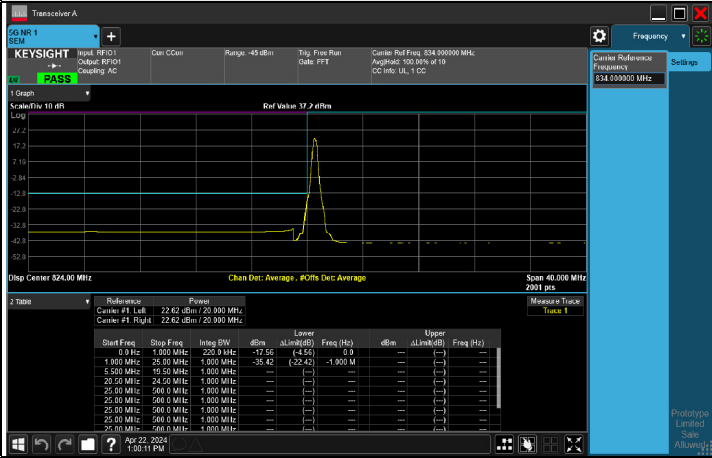 Transceiver A
5G NR 1
SEM
Frequency
KEYSIGHT
PASS
Input: RFIO1
Output: RFIO1
Coupling: AC
Corr CCorr
Range: -45 dBm
Trig: Free Run
Gate: FFT
Carrier Ref Freq: 834.000000 MHz
Avg|Hold: 100.00% of 10
CC Info: UL, 1 CC
Carrier Reference
Frequency
834.000000 MHz
Settings
1 Graph
Scale/Div 10 dB
Ref Value 37.2 dBm
Log
27.2
17.2
7.16
-2.84
-12.8
-22.8
-32.8
-42.8
-52.8
Disp Center 824.00 MHz
Chan Det: Average , #Offs Det: Average
Span 40.000 MHz
2001 pts
2 Table
Reference Power
Carrier #1. Left 22.62 dBm / 20.000 MHz
Carrier #1. Right 22.62 dBm / 20.000 MHz
Measure Trace
Trace 1
Lower Upper
Start Freq Stop Freq Integ BW dBm ΔLimit(dB) Freq (Hz) dBm ΔLimit(dB) Freq (Hz)
0.0 Hz 1.000 MHz 220.0 kHz -17.56 (-4.56) 0.0 --- (---) ---
1.000 MHz 25.00 MHz 1.000 MHz -35.42 (-22.42) -1.000 M --- (---) ---
5.500 MHz 19.50 MHz 1.000 MHz --- (---) --- --- (---) ---
20.50 MHz 24.50 MHz 1.000 MHz --- (---) --- --- (---) ---
25.00 MHz 500.0 MHz 1.000 MHz --- (---) --- --- (---) ---
25.00 MHz 500.0 MHz 1.000 MHz --- (---) --- --- (---) ---
25.00 MHz 500.0 MHz 1.000 MHz --- (---) --- --- (---) ---
25.00 MHz 500.0 MHz 1.000 MHz --- (---) --- --- (---) ---
25.00 MHz 500.0 MHz 1.000 MHz --- (---) --- --- (---) ---
Apr 22, 2024
1:00:11 PM
Prototype
Limited
Sale
Allowed